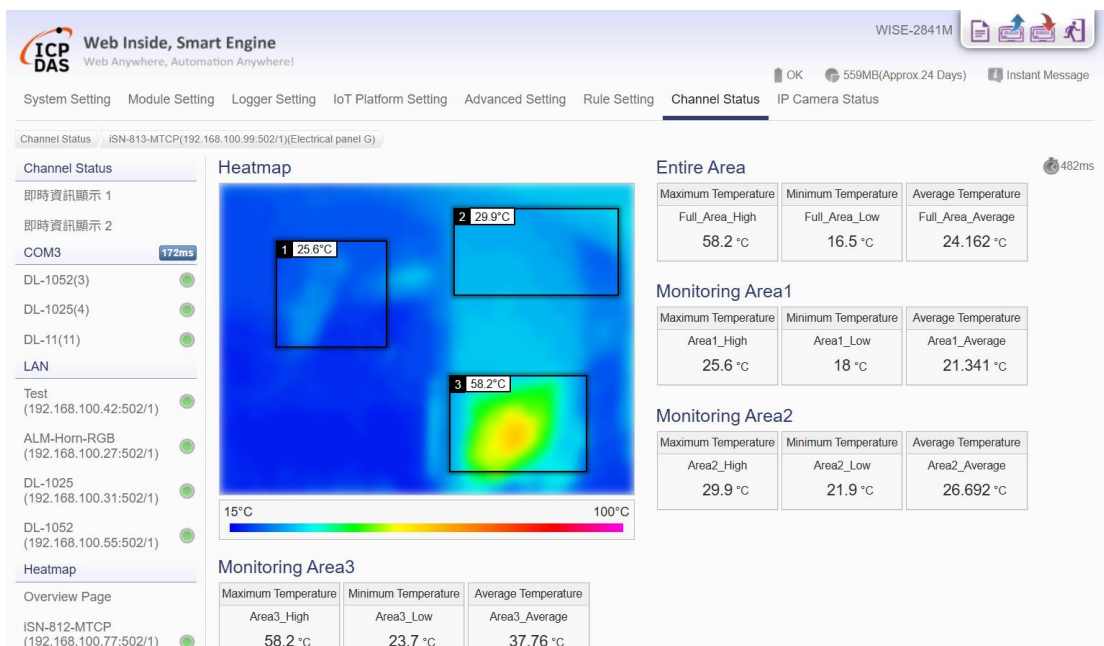 ICP DAS
Web Inside, Smart Engine
Web Anywhere, Automation Anywhere!
WISE-2841M
OK 559MB(Approx.24 Days) Instant Message
System Setting Module Setting Logger Setting IoT Platform Setting Advanced Setting Rule Setting Channel Status IP Camera Status
Channel Status iSN-813-MTCP(192.168.100.99:502/1)(Electrical panel G)
Channel Status
即時資訊顯示 1
即時資訊顯示 2
COM3 172ms
DL-1052(3)
DL-1025(4)
DL-11(11)
LAN
Test
(192.168.100.42:502/1)
ALM-Horn-RGB
(192.168.100.27:502/1)
DL-1025
(192.168.100.31:502/1)
DL-1052
(192.168.100.55:502/1)
Heatmap
Overview Page
iSN-812-MTCP
(192.168.100.77:502/1)
Heatmap
1 25.6°C
2 29.9°C
3 58.2°C
15°C 100°C
Entire Area 482ms
Maximum Temperature Minimum Temperature Average Temperature
Full_Area_High Full_Area_Low Full_Area_Average
58.2 °C 16.5 °C 24.162 °C
Monitoring Area1
Maximum Temperature Minimum Temperature Average Temperature
Area1_High Area1_Low Area1_Average
25.6 °C 18 °C 21.341 °C
Monitoring Area2
Maximum Temperature Minimum Temperature Average Temperature
Area2_High Area2_Low Area2_Average
29.9 °C 21.9 °C 26.692 °C
Monitoring Area3
Maximum Temperature Minimum Temperature Average Temperature
Area3_High Area3_Low Area3_Average
58.2 °C 23.7 °C 37.76 °C